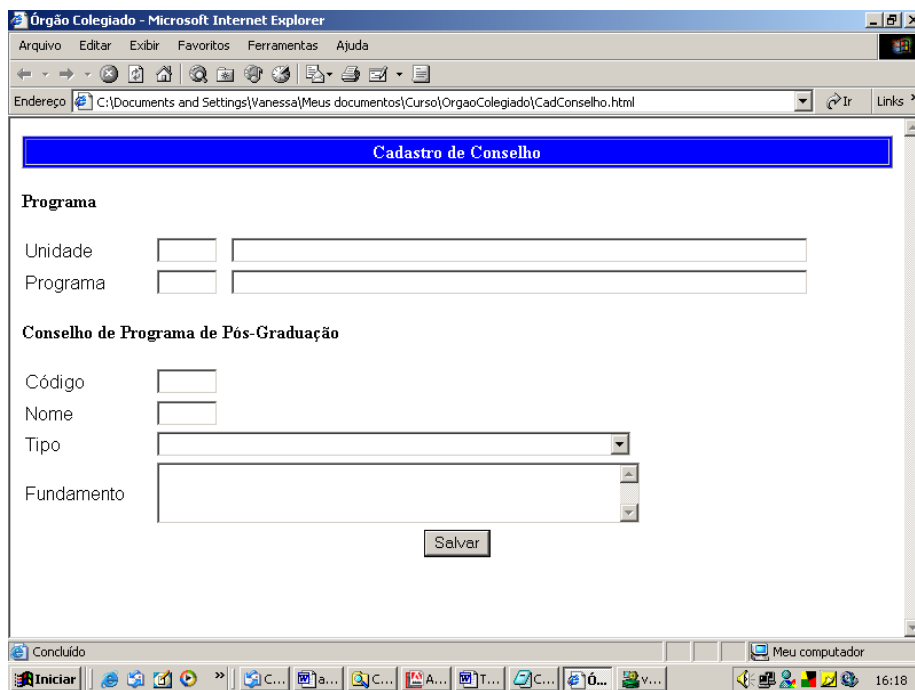 Órgão Colegiado - Microsoft Internet Explorer
Arquivo Editar Exibir Favoritos Ferramentas Ajuda
Endereço C:\Documents and Settings\Vanessa\Meus documentos\Curso\OrgaoColegiado\CadConselho.html Ir Links »
Cadastro de Conselho
Programa
Unidade
Programa
Conselho de Programa de Pós-Graduação
Código
Nome
Tipo
Fundamento
Salvar
Concluído Meu computador
Iniciar » C... a... C... A... T... C... Ó... v... 16:18